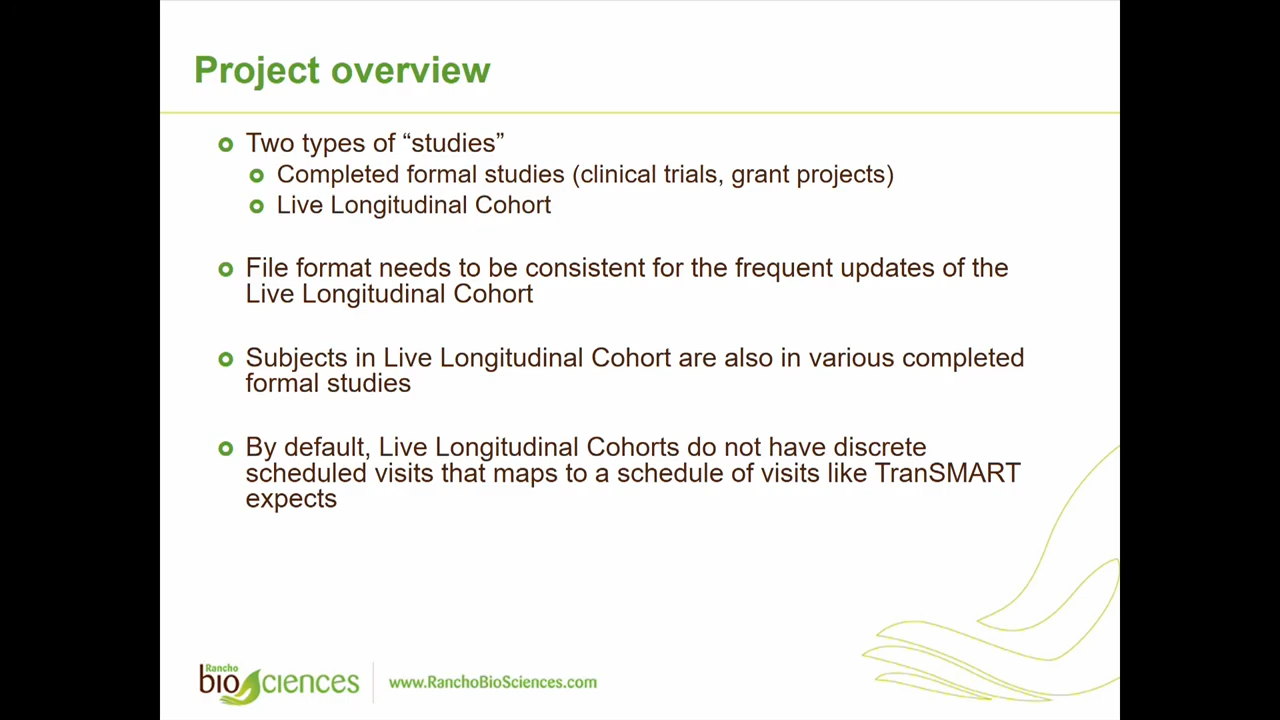 Project overview
Two types of “studies”
Completed formal studies (clinical trials, grant projects)
Live Longitudinal Cohort
File format needs to be consistent for the frequent updates of the
Live Longitudinal Cohort
Subjects in Live Longitudinal Cohort are also in various completed
formal studies
By default, Live Longitudinal Cohorts do not have discrete
scheduled visits that maps to a schedule of visits like TranSMART
expects
Rancho
bioSciences
www.RanchoBioSciences.com